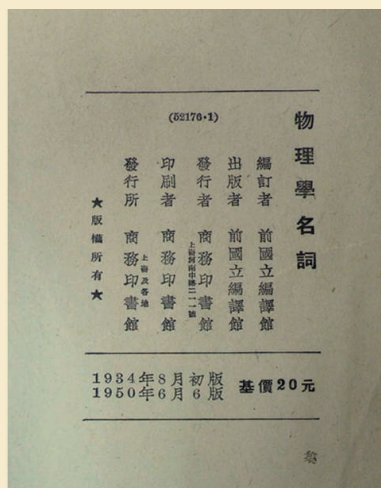 (52176·1)
物理學名詞
編訂者 前國立編譯館
出版者 前國立編譯館
發行者 商務印書館
上海河南中路二一一號
印刷者 商務印書館
發行所 商務印書館
上海及各地
★版權所有★
1934年8月初版
1950年6月6版
基價20元